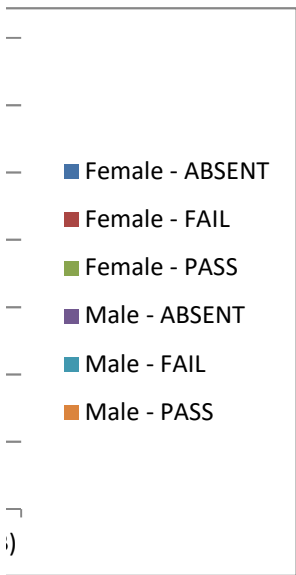 Female - ABSENT
Female - FAIL
Female - PASS
Male - ABSENT
Male - FAIL
Male - PASS
)